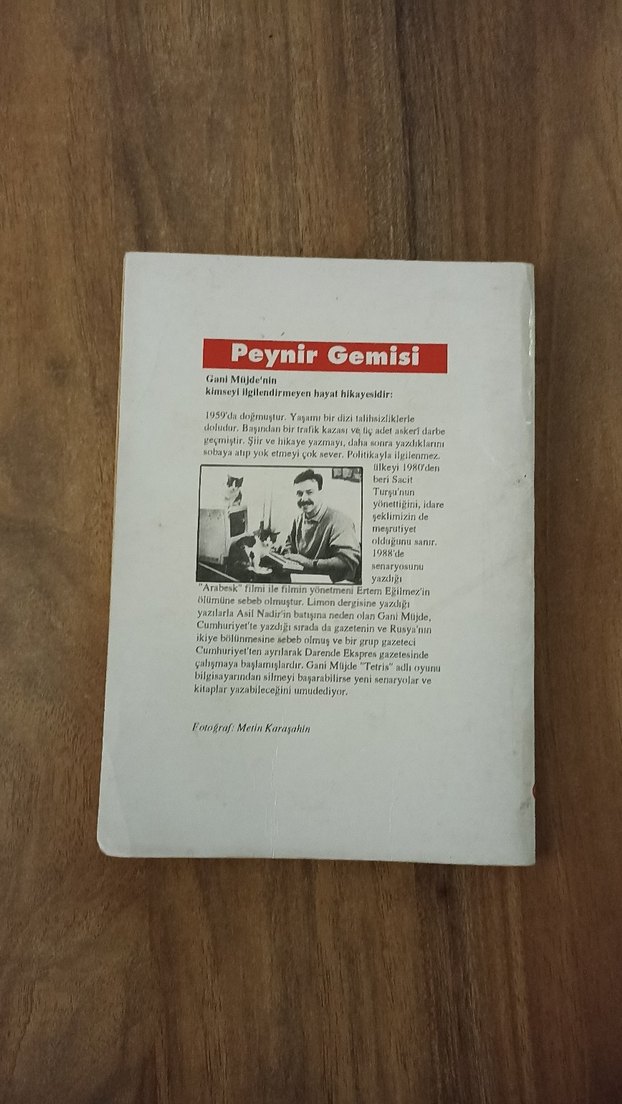 Peynir Gemisi
Gani Müjde'nin
kimseyi ilgilendirmeyen hayat hikayesidir:
1959'da doğmuştur. Yaşamı bir dizi talihsizliklerle
doludur. Başından bir trafik kazası ve üç adet askerî darbe
geçmiştir. Şiir ve hikaye yazmayı, daha sonra yazdıklarını
sobaya atıp yok etmeyi çok sever. Politikayla ilgilenmez.
ülkeyi 1980'den
beri Sacit
Turşu'nun
yönettiğini, idare
şeklimizin de
meşrutiyet
olduğunu sanır.
1988'de
senaryosunu
yazdığı
"Arabesk" filmi ile filmin yönetmeni Ertem Eğilmez'in
ölümüne sebeb olmuştur. Limon dergisine yazdığı
yazılarla Asil Nadir'in batışına neden olan Gani Müjde,
Cumhuriyet'te yazdığı sırada da gazetenin ve Rusya'nın
ikiye bölünmesine sebeb olmuş ve bir grup gazeteci
Cumhuriyet'ten ayrılarak Darende Ekspres gazetesinde
çalışmaya başlamışlardır. Gani Müjde "Tetris" adlı oyunu
bilgisayarından silmeyi başarabilirse yeni senaryolar ve
kitaplar yazabileceğini umudediyor.
Fotoğraf: Metin Karaşahin